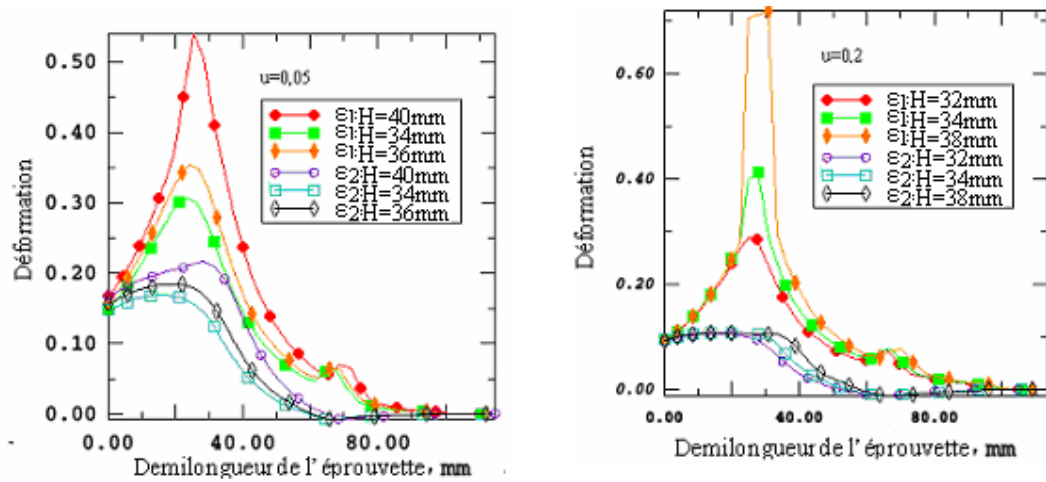 0.50
0.40
0.30
0.20
0.10
0.00
Déformation
u=0,05
ε1:H=40mm
ε1:H=34mm
ε1:H=36mm
ε2:H=40mm
ε2:H=34mm
ε2:H=36mm
0.00
40.00
80.00
Demilongueur de l' éprouvette, mm
0.60
0.40
0.20
0.00
Déformation
u=0,2
ε1:H=32mm
ε1:H=34mm
ε1:H=38mm
ε2:H=32mm
ε2:H=34mm
ε2:H=38mm
0.00
40.00
80.00
Demilongueur de l' éprouvette, mm